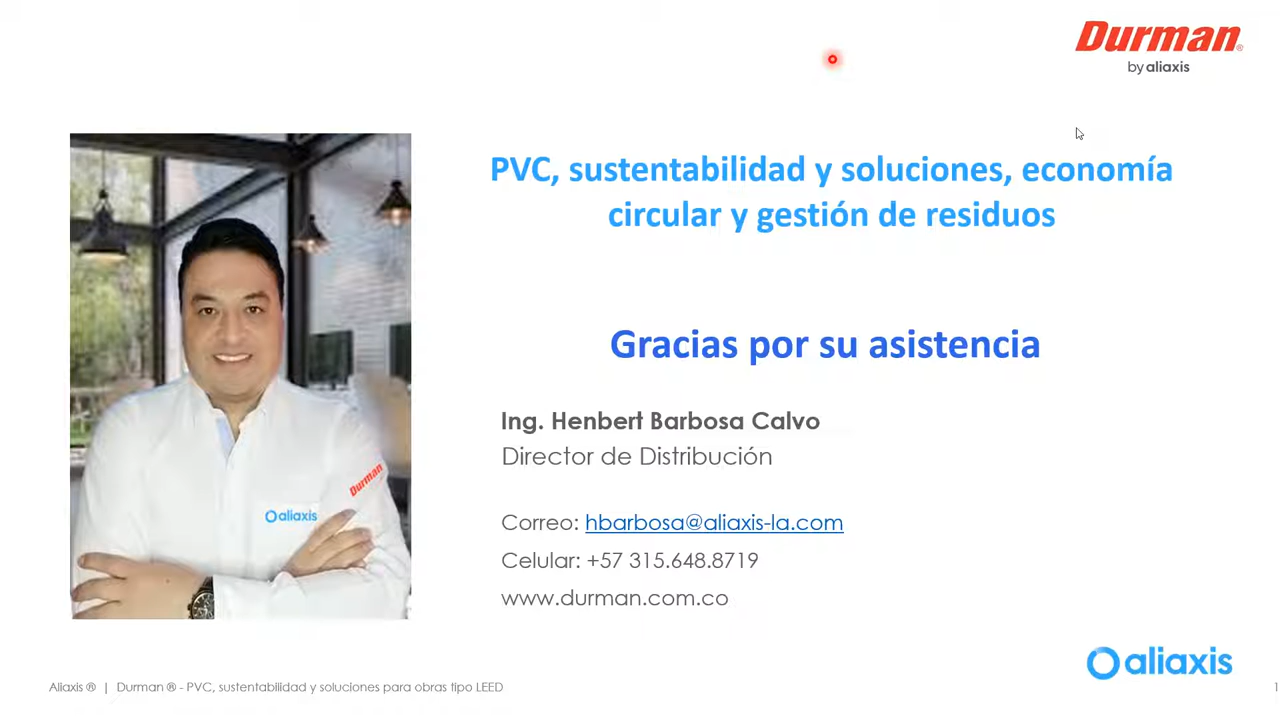 Durman®
by aliaxis
PVC, sustentabilidad y soluciones, economía
circular y gestión de residuos
Gracias por su asistencia
Ing. Henbert Barbosa Calvo
Director de Distribución
Durman
aliaxis
Correo: hbarbosa@aliaxis-la.com
Celular: +57 315.648.8719
www.durman.com.co
aliaxis
Aliaxis ® | Durman ® - PVC, sustentabilidad y soluciones para obras tipo LEED
1